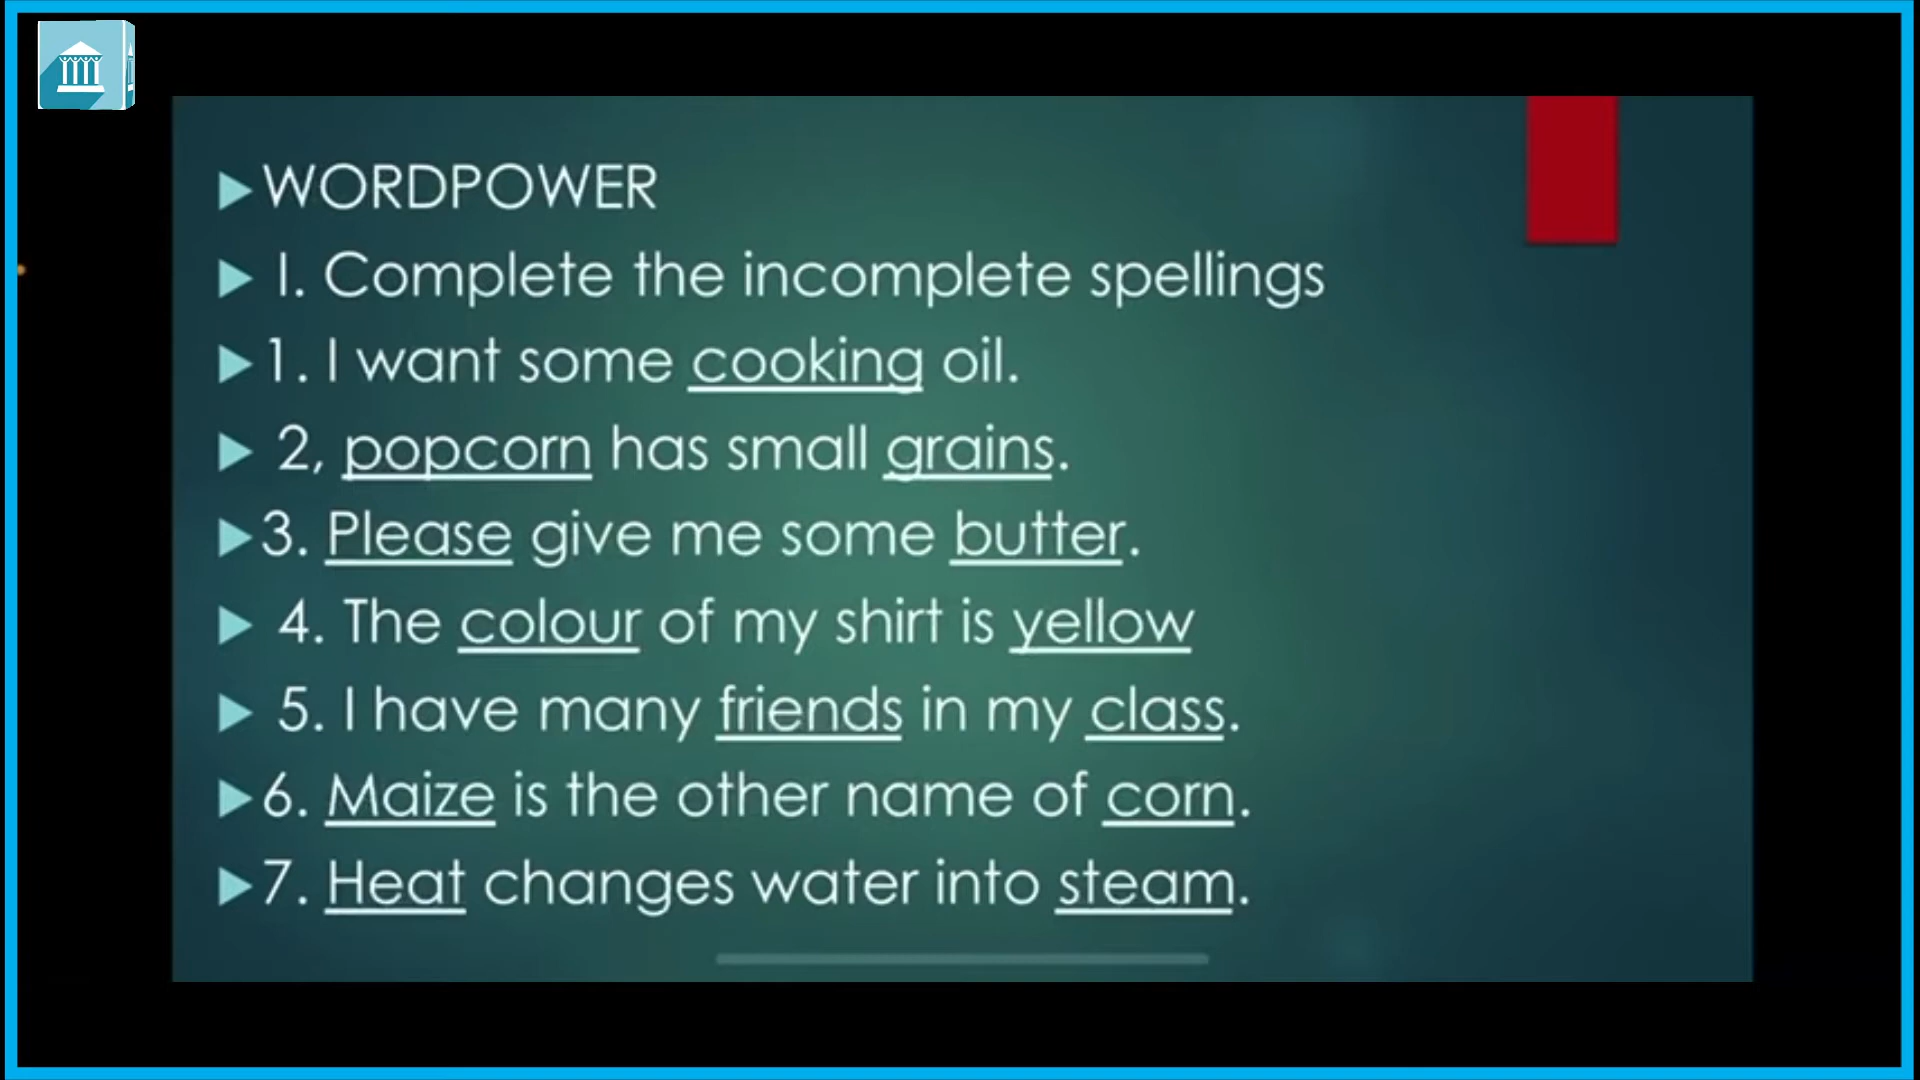 WORDPOWER
I. Complete the incomplete spellings
1. I want some cooking oil.
2, popcorn has small grains.
3. Please give me some butter.
4. The colour of my shirt is yellow
5. I have many friends in my class.
6. Maize is the other name of corn.
7. Heat changes water into steam.